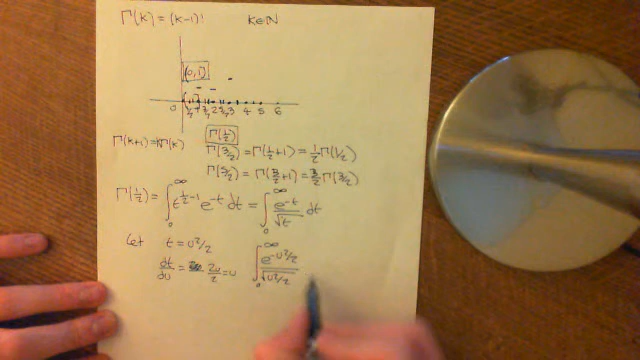 Γ(k) = (k-1)! k∈ℕ
(0,1]
0 1/2 1 3/2 2 5/2 3 4 5 6
Γ(k+1)=kΓ(k) Γ(1/2)
Γ(3/2) = Γ(1/2+1) = 1/2 Γ(1/2)
Γ(5/2) = Γ(3/2+1) = 3/2 Γ(3/2)
Γ(1/2) = ∫₀^∞ t^(1/2-1) e^-t dt = ∫₀^∞ e^-t/√t dt
Let t = u²/2 ∫₀^∞ e^(-u²/2)/√(u²/2)
dt/du = 2u/2 = u